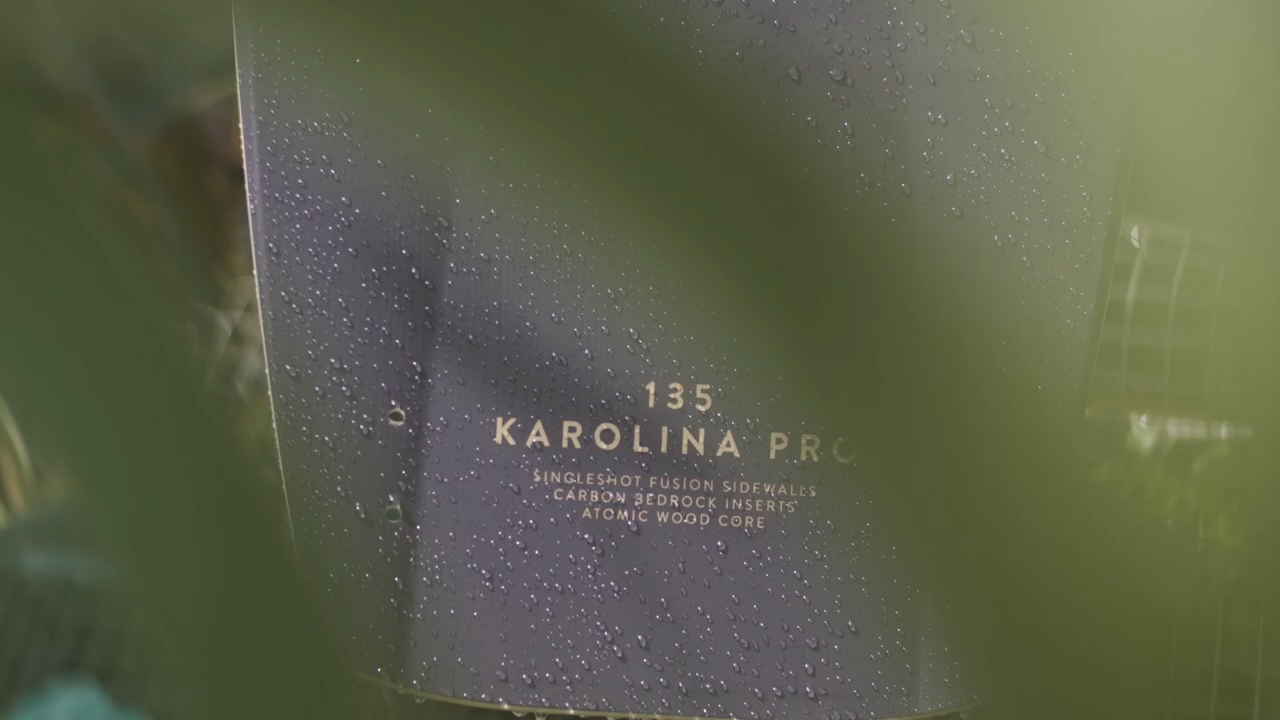 135
KAROLINA PRO
SINGLESHOT FUSION SIDEWALLS
CARBON BEDROCK INSERTS
ATOMIC WOOD CORE